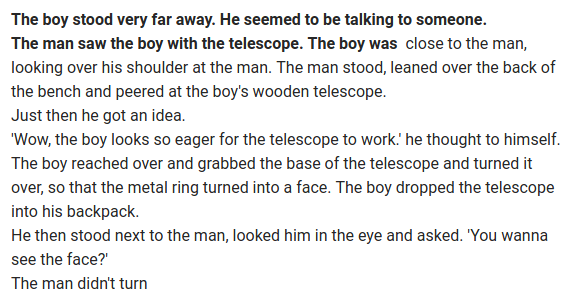 The boy stood very far away. He seemed to be talking to someone.
The man saw the boy with the telescope. The boy was  close to the man,
looking over his shoulder at the man. The man stood, leaned over the back of
the bench and peered at the boy's wooden telescope.
Just then he got an idea.
'Wow, the boy looks so eager for the telescope to work.' he thought to himself.
The boy reached over and grabbed the base of the telescope and turned it
over, so that the metal ring turned into a face. The boy dropped the telescope
into his backpack.
He then stood next to the man, looked him in the eye and asked. 'You wanna
see the face?'
The man didn't turn